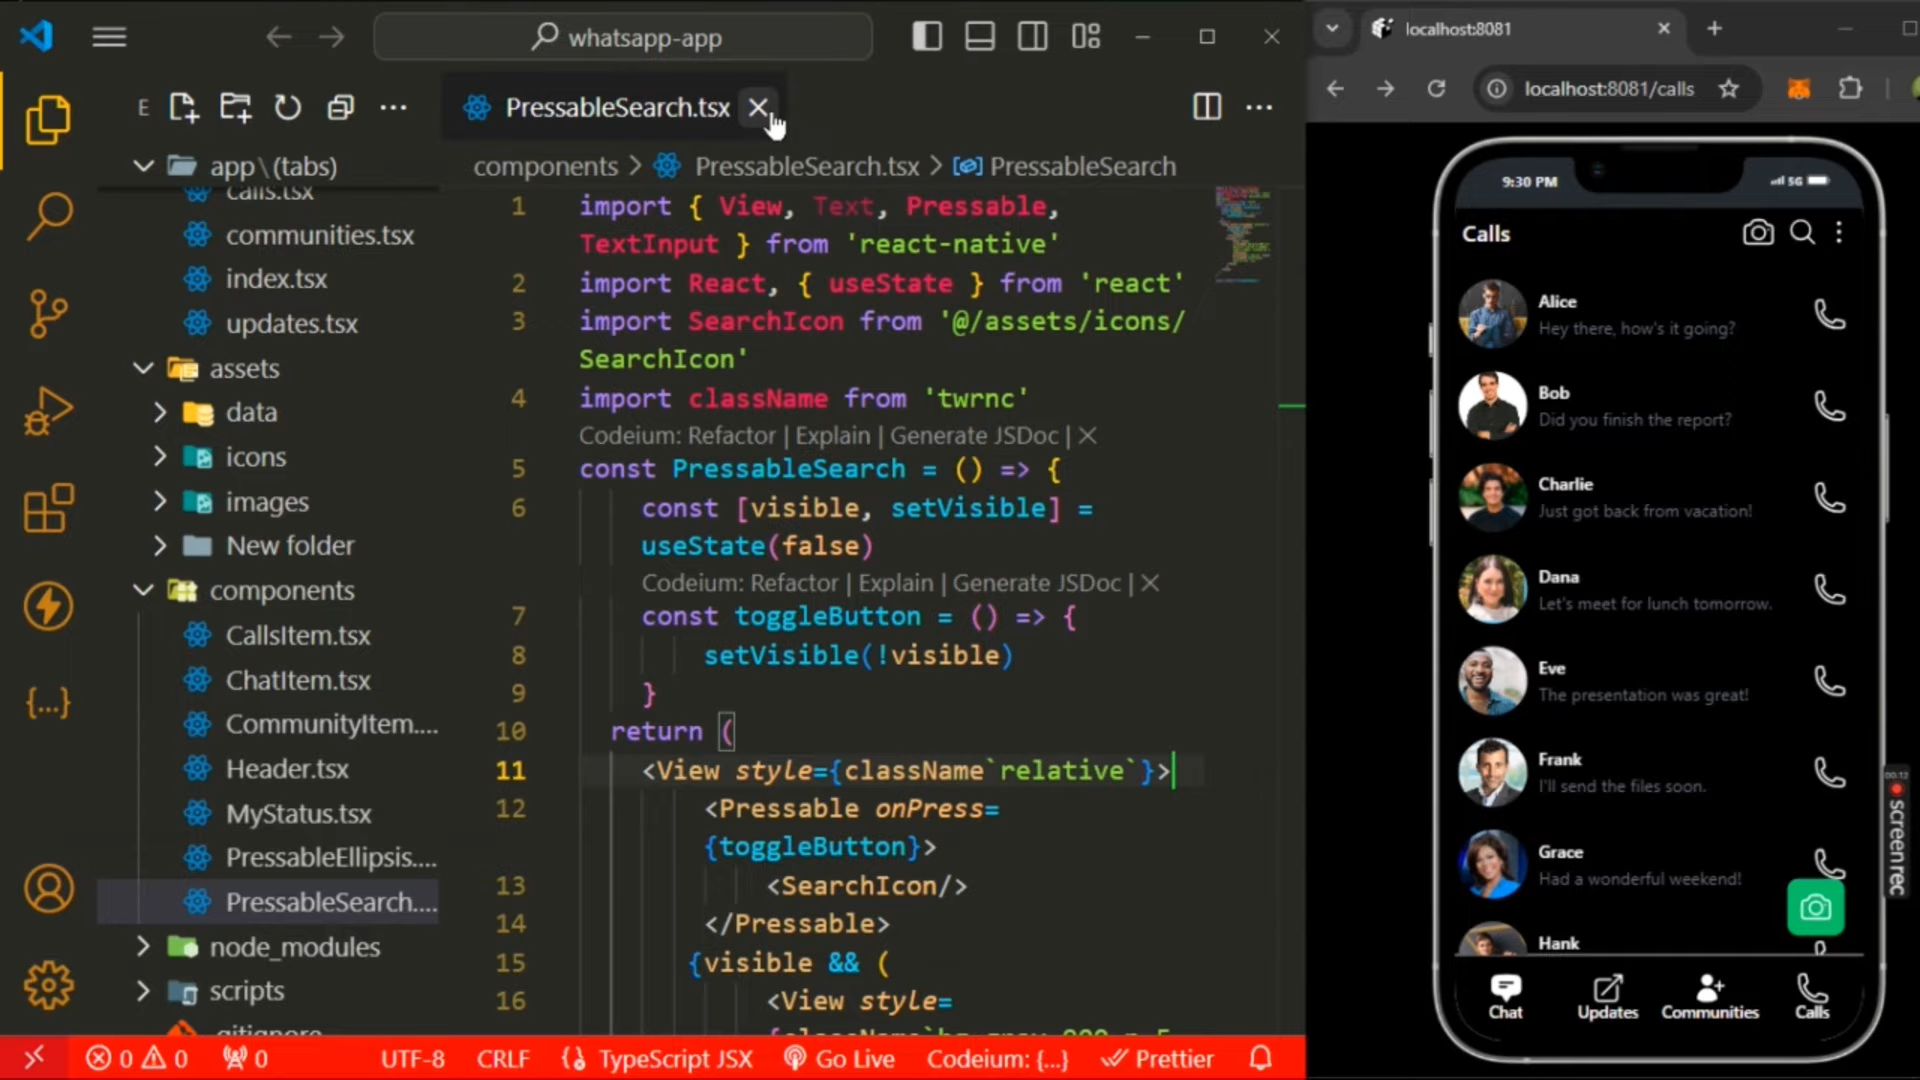 whatsapp-app
E
PressableSearch.tsx
app\(tabs)
calls.tsx
communities.tsx
index.tsx
updates.tsx
assets
data
icons
images
New folder
components
CallsItem.tsx
ChatItem.tsx
CommunityItem....
Header.tsx
MyStatus.tsx
PressableEllipsis....
PressableSearch....
node_modules
scripts
.gitignore
components > PressableSearch.tsx > PressableSearch
1 import { View, Text, Pressable,
TextInput } from 'react-native'
2 import React, { useState } from 'react'
3 import SearchIcon from '@/assets/icons/
SearchIcon'
4 import className from 'twrnc'
Codeium: Refactor | Explain | Generate JSDoc | ×
5 const PressableSearch = () => {
6 const [visible, setVisible] =
useState(false)
Codeium: Refactor | Explain | Generate JSDoc | ×
7 const toggleButton = () => {
8 setVisible(!visible)
9 }
10 return (
11 <View style={className`relative`}>
12 <Pressable onPress=
{toggleButton}>
13 <SearchIcon/>
14 </Pressable>
15 {visible && (
16 <View style=
0 0 0 UTF-8 CRLF TypeScript JSX Go Live Codeium: {...} Prettier
localhost:8081
localhost:8081/calls
9:30 PM 5G
Calls
Alice
Hey there, how's it going?
Bob
Did you finish the report?
Charlie
Just got back from vacation!
Dana
Let's meet for lunch tomorrow.
Eve
The presentation was great!
Frank
I'll send the files soon.
Grace
Had a wonderful weekend!
Hank
Chat Updates Communities Calls
00:12
screenrec